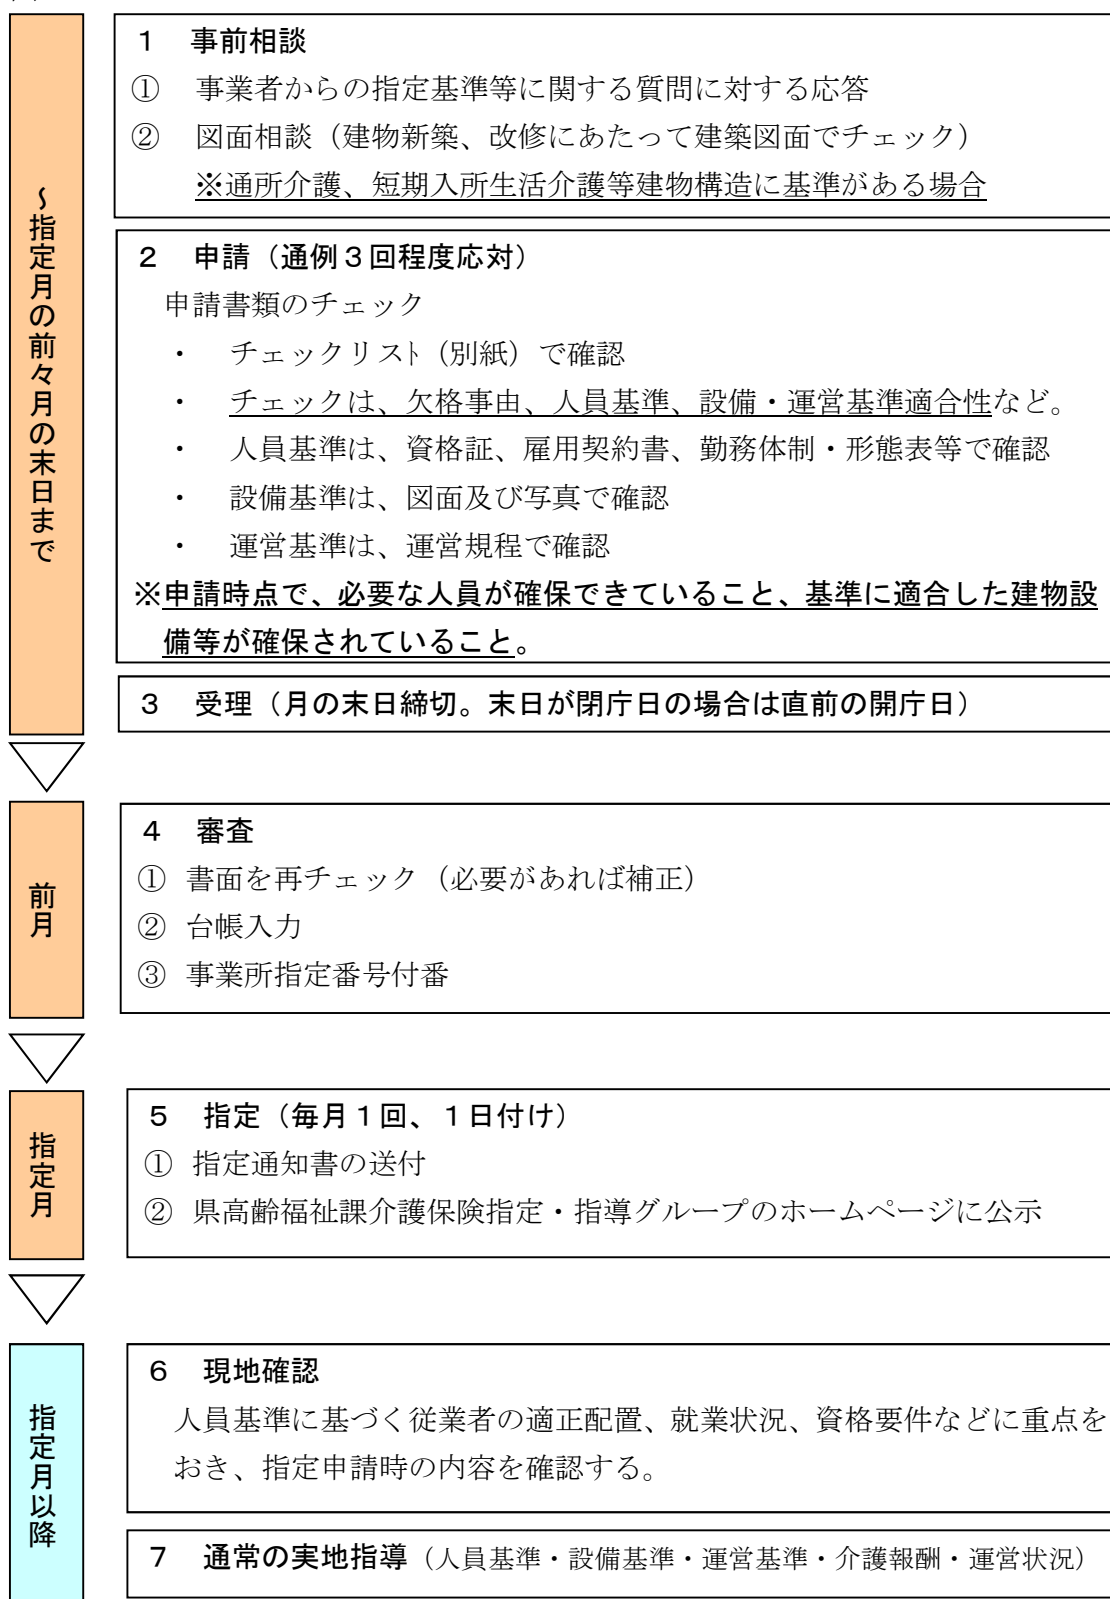 ～指定月の前々月の末日まで
１　事前相談
①　事業者からの指定基準等に関する質問に対する応答
②　図面相談（建物新築、改修にあたって建築図面でチェック）
※通所介護、短期入所生活介護等建物構造に基準がある場合
２　申請（通例３回程度応対）
申請書類のチェック
・　チェックリスト（別紙）で確認
・　チェックは、欠格事由、人員基準、設備・運営基準適合性など。
・　人員基準は、資格証、雇用契約書、勤務体制・形態表等で確認
・　設備基準は、図面及び写真で確認
・　運営基準は、運営規程で確認
※申請時点で、必要な人員が確保できていること、基準に適合した建物設
備等が確保されていること。
３　受理（月の末日締切。末日が閉庁日の場合は直前の開庁日）
前月
４　審査
①　書面を再チェック（必要があれば補正）
②　台帳入力
③　事業所指定番号付番
指定月
５　指定（毎月１回、１日付け）
①　指定通知書の送付
②　県高齢福祉課介護保険指定・指導グループのホームページに公示
指定月以降
６　現地確認
人員基準に基づく従業者の適正配置、就業状況、資格要件などに重点を
おき、指定申請時の内容を確認する。
７　通常の実地指導（人員基準・設備基準・運営基準・介護報酬・運営状況）